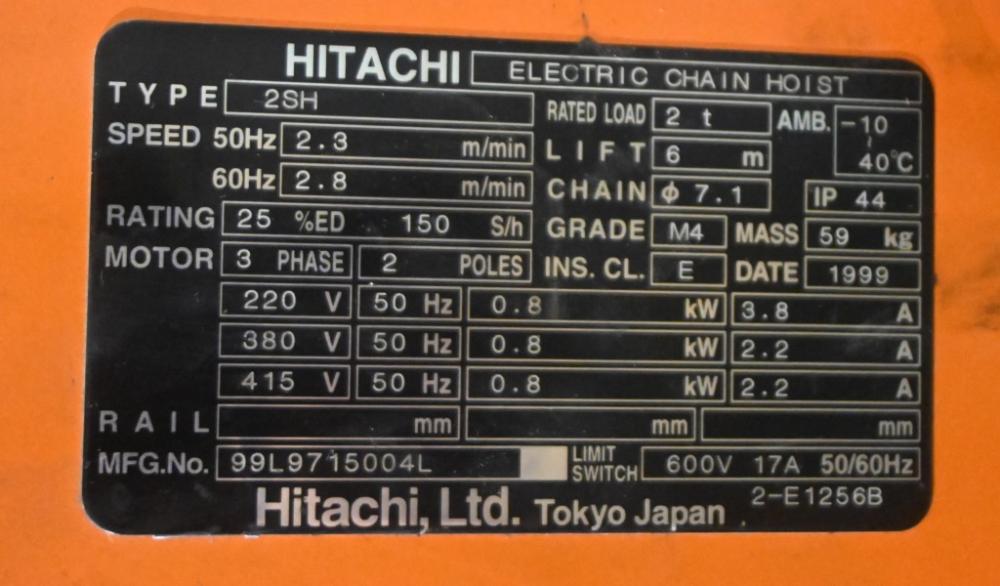 HITACHI ELECTRIC CHAIN HOIST
TYPE 2SH RATED LOAD 2 t AMB. -10 ~ 40°C
SPEED 50Hz 2.3 m/min LIFT 6 m
60Hz 2.8 m/min CHAIN φ 7.1 IP 44
RATING 25 %ED 150 S/h GRADE M4 MASS 59 kg
MOTOR 3 PHASE 2 POLES INS. CL. E DATE 1999
220 V 50 Hz 0.8 kW 3.8 A
380 V 50 Hz 0.8 kW 2.2 A
415 V 50 Hz 0.8 kW 2.2 A
RAIL mm mm mm
MFG.No. 99L9715004L LIMIT SWITCH 600V 17A 50/60Hz
Hitachi, Ltd. Tokyo Japan 2-E1256B